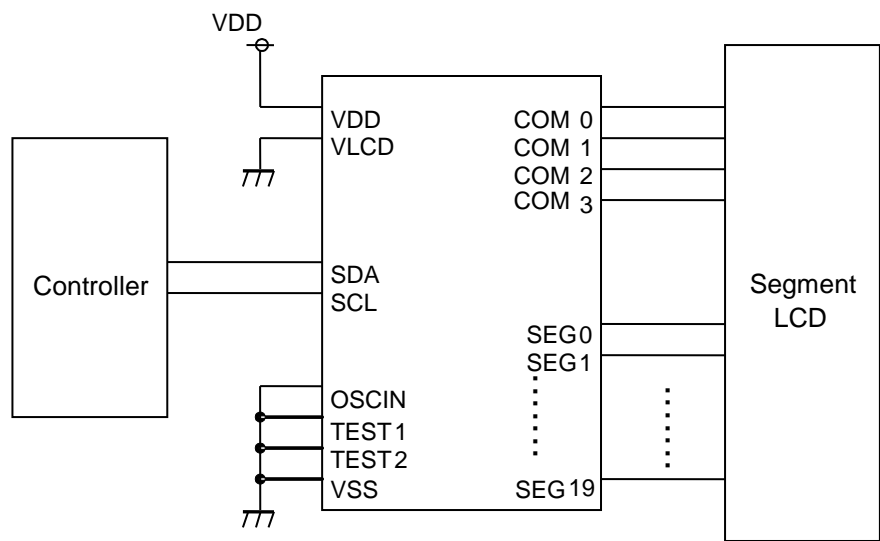 VDD
Controller
VDD
VLCD
SDA
SCL
OSCIN
TEST1
TEST2
VSS
COM 0
COM 1
COM 2
COM 3
SEG0
SEG1
SEG19
Segment
LCD